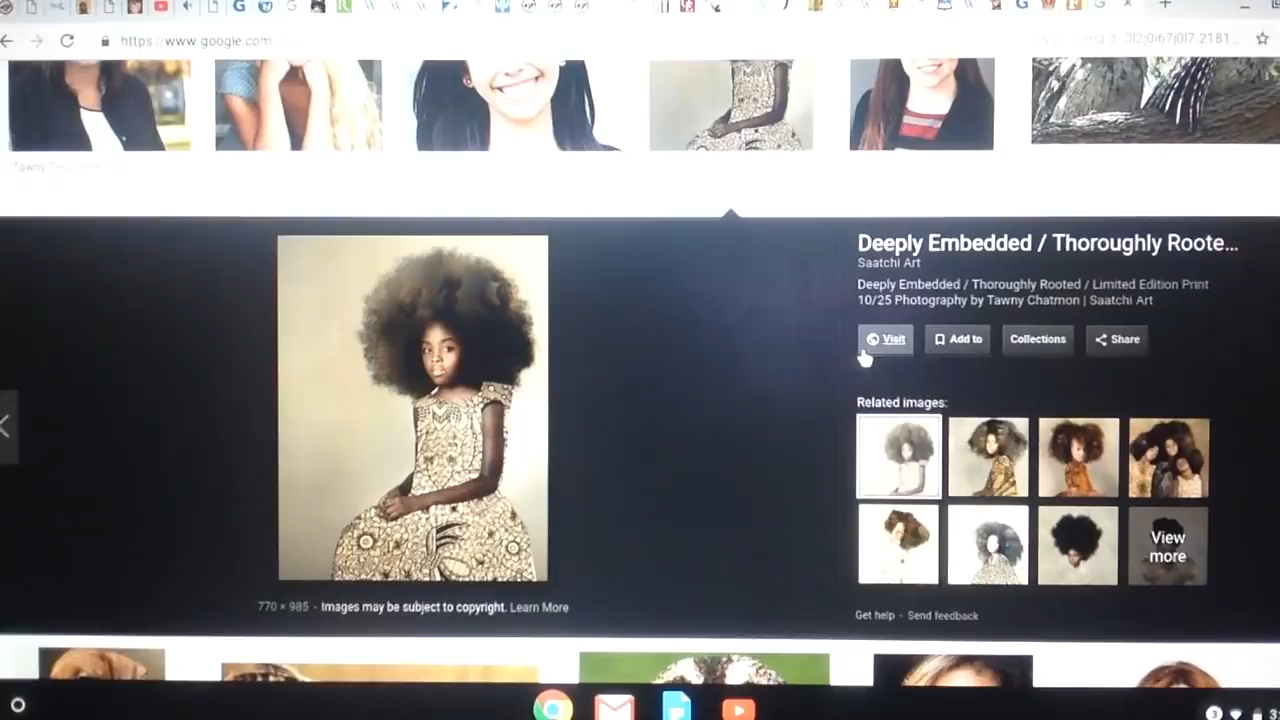 https://www.google.com
Deeply Embedded / Thoroughly Roote...
Saatchi Art
Deeply Embedded / Thoroughly Rooted / Limited Edition Print
10/25 Photography by Tawny Chatmon | Saatchi Art
Visit
Add to
Collections
Share
Related images:
View
more
770 × 985 - Images may be subject to copyright. Learn More
Get help - Send feedback